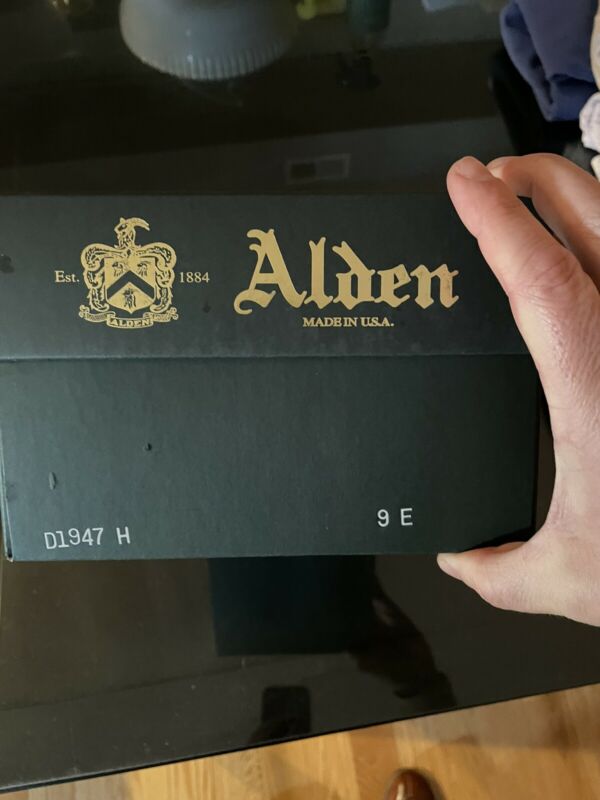 Est. 1884
ALDEN
Alden
MADE IN U.S.A.
D1947 H
9 E